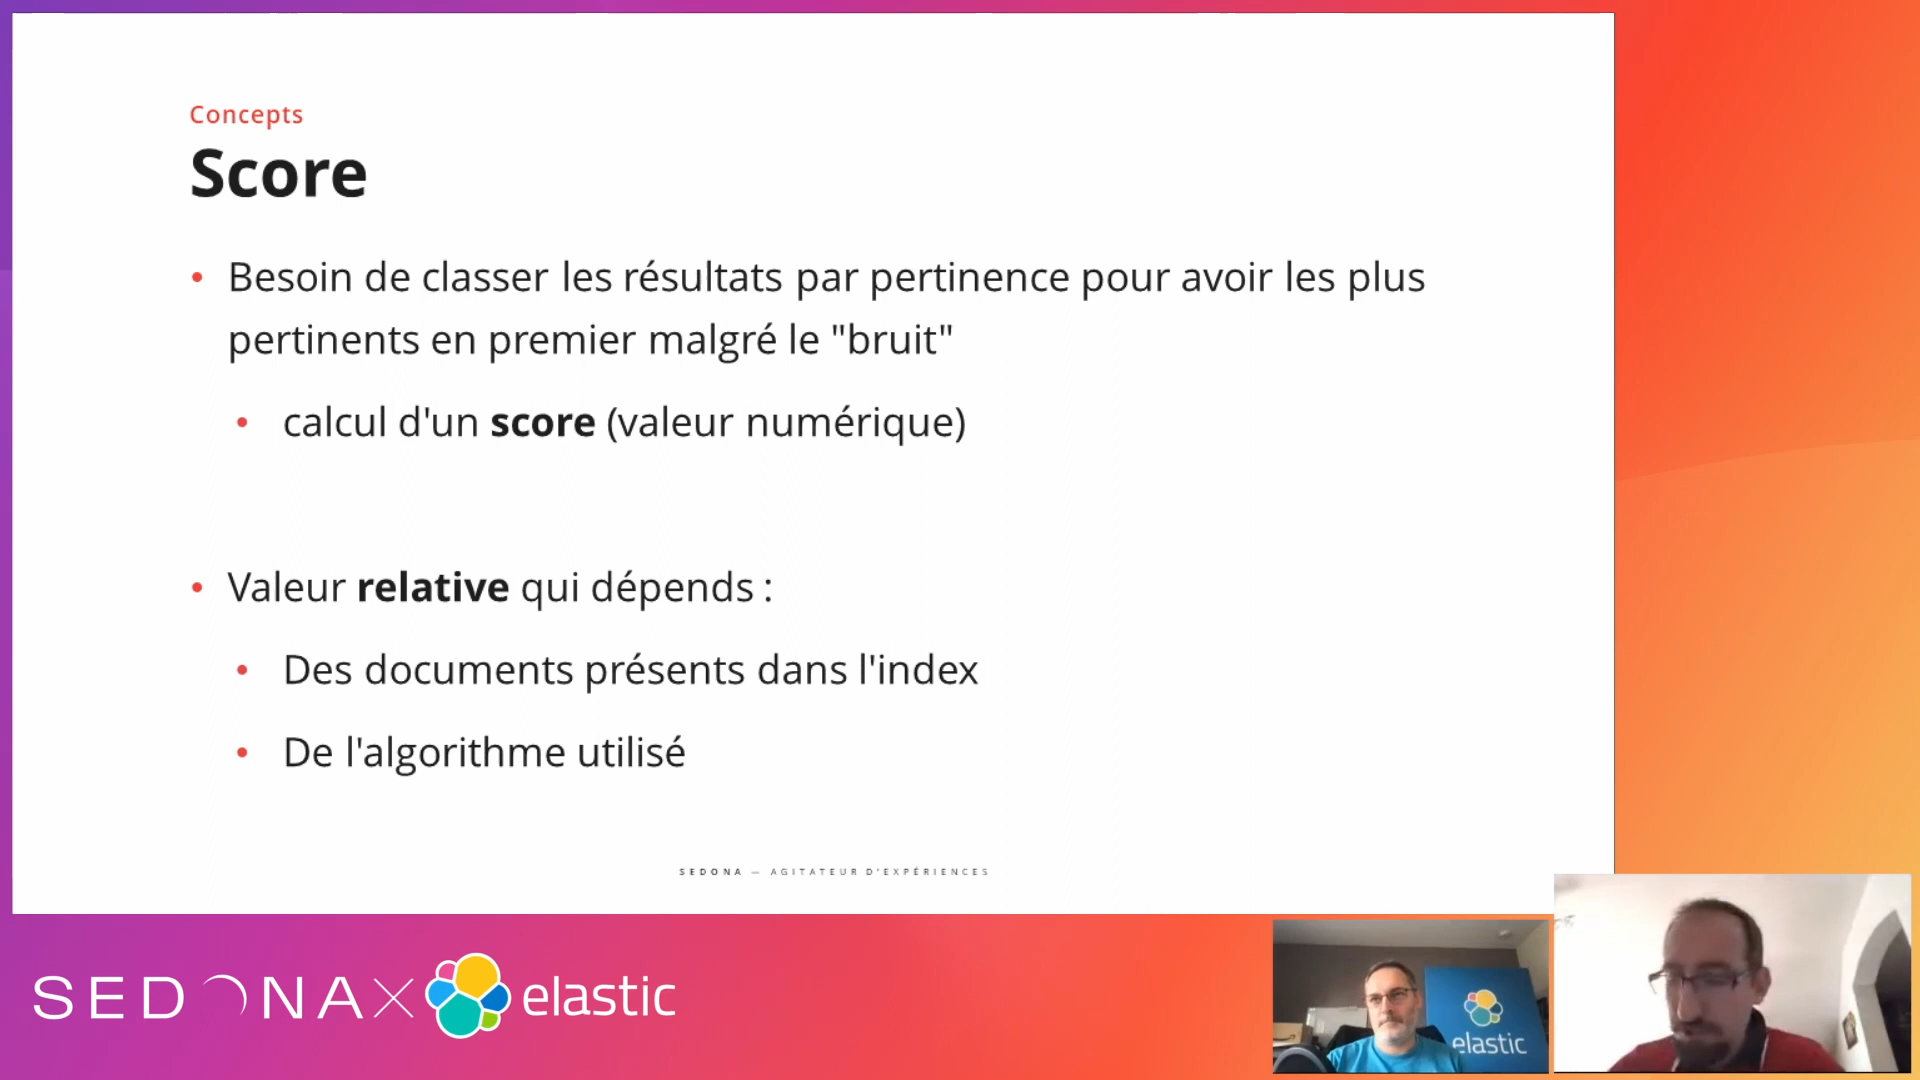 Concepts
Score
• Besoin de classer les résultats par pertinence pour avoir les plus
pertinents en premier malgré le "bruit"
• calcul d'un score (valeur numérique)
• Valeur relative qui dépends :
• Des documents présents dans l'index
• De l'algorithme utilisé
SEDONA — AGITATEUR D'EXPÉRIENCES
SEDONA X elastic
elastic